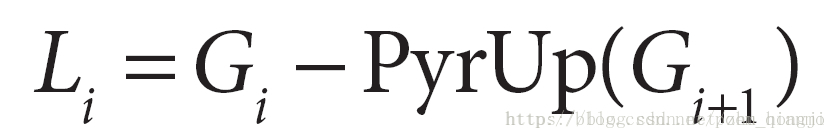 L_i = G_i − PyrUp(G_{i+1})